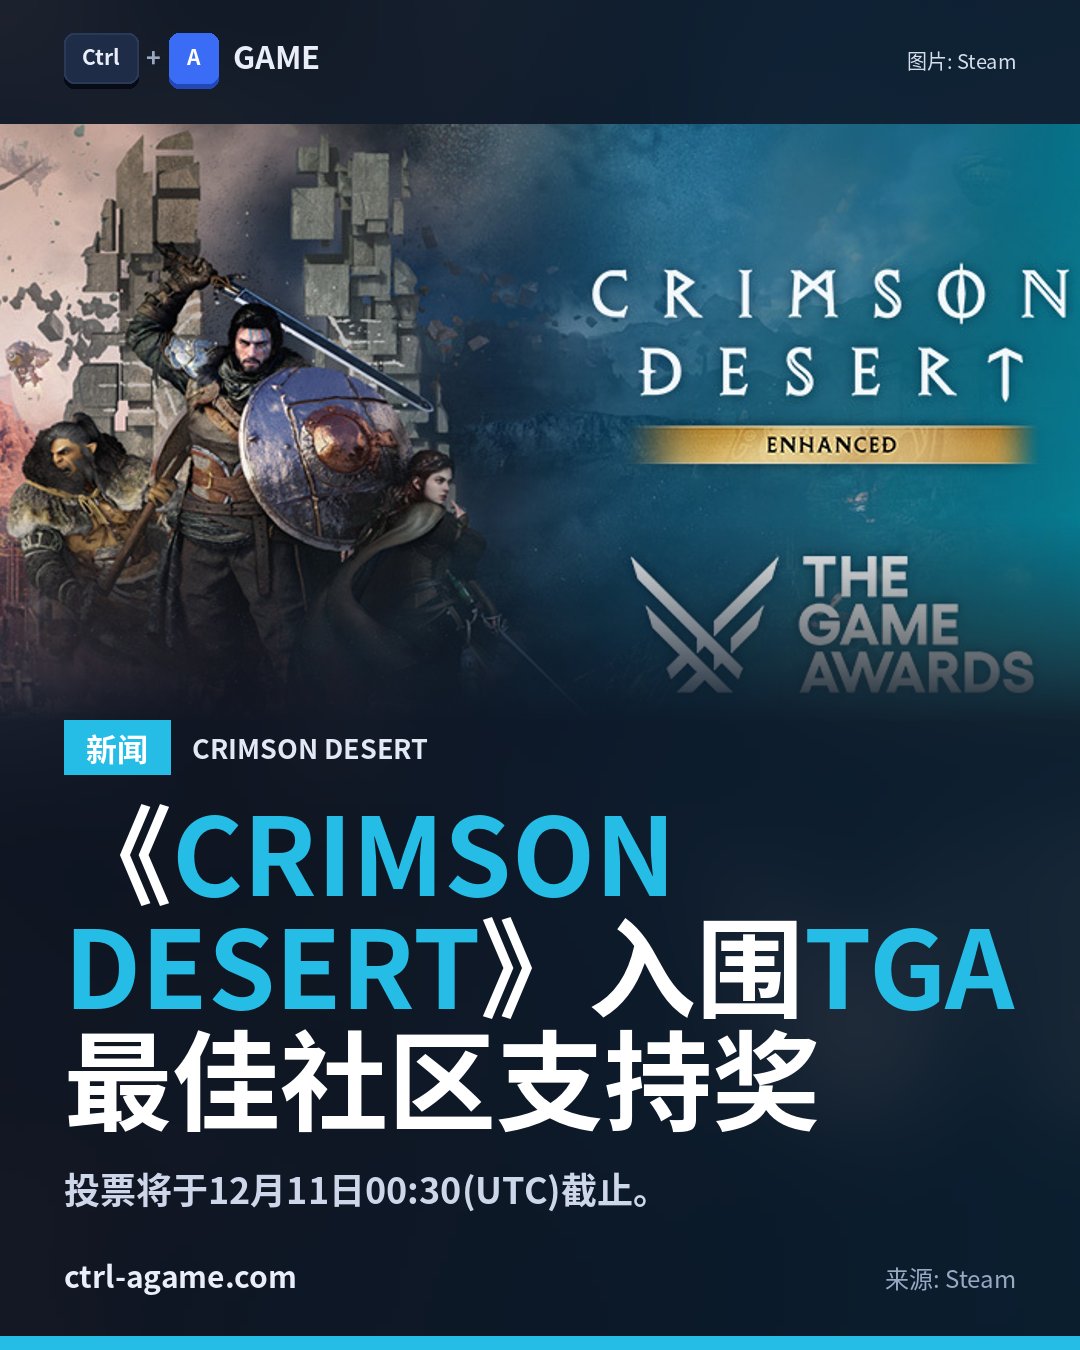 Ctrl + A GAME
图片: Steam
CRIMSON
DESERT
ENHANCED
THE
GAME
AWARDS
新闻 CRIMSON DESERT
《CRIMSON
DESERT》入围TGA
最佳社区支持奖
投票将于12月11日00:30(UTC)截止。
ctrl-agame.com
来源: Steam